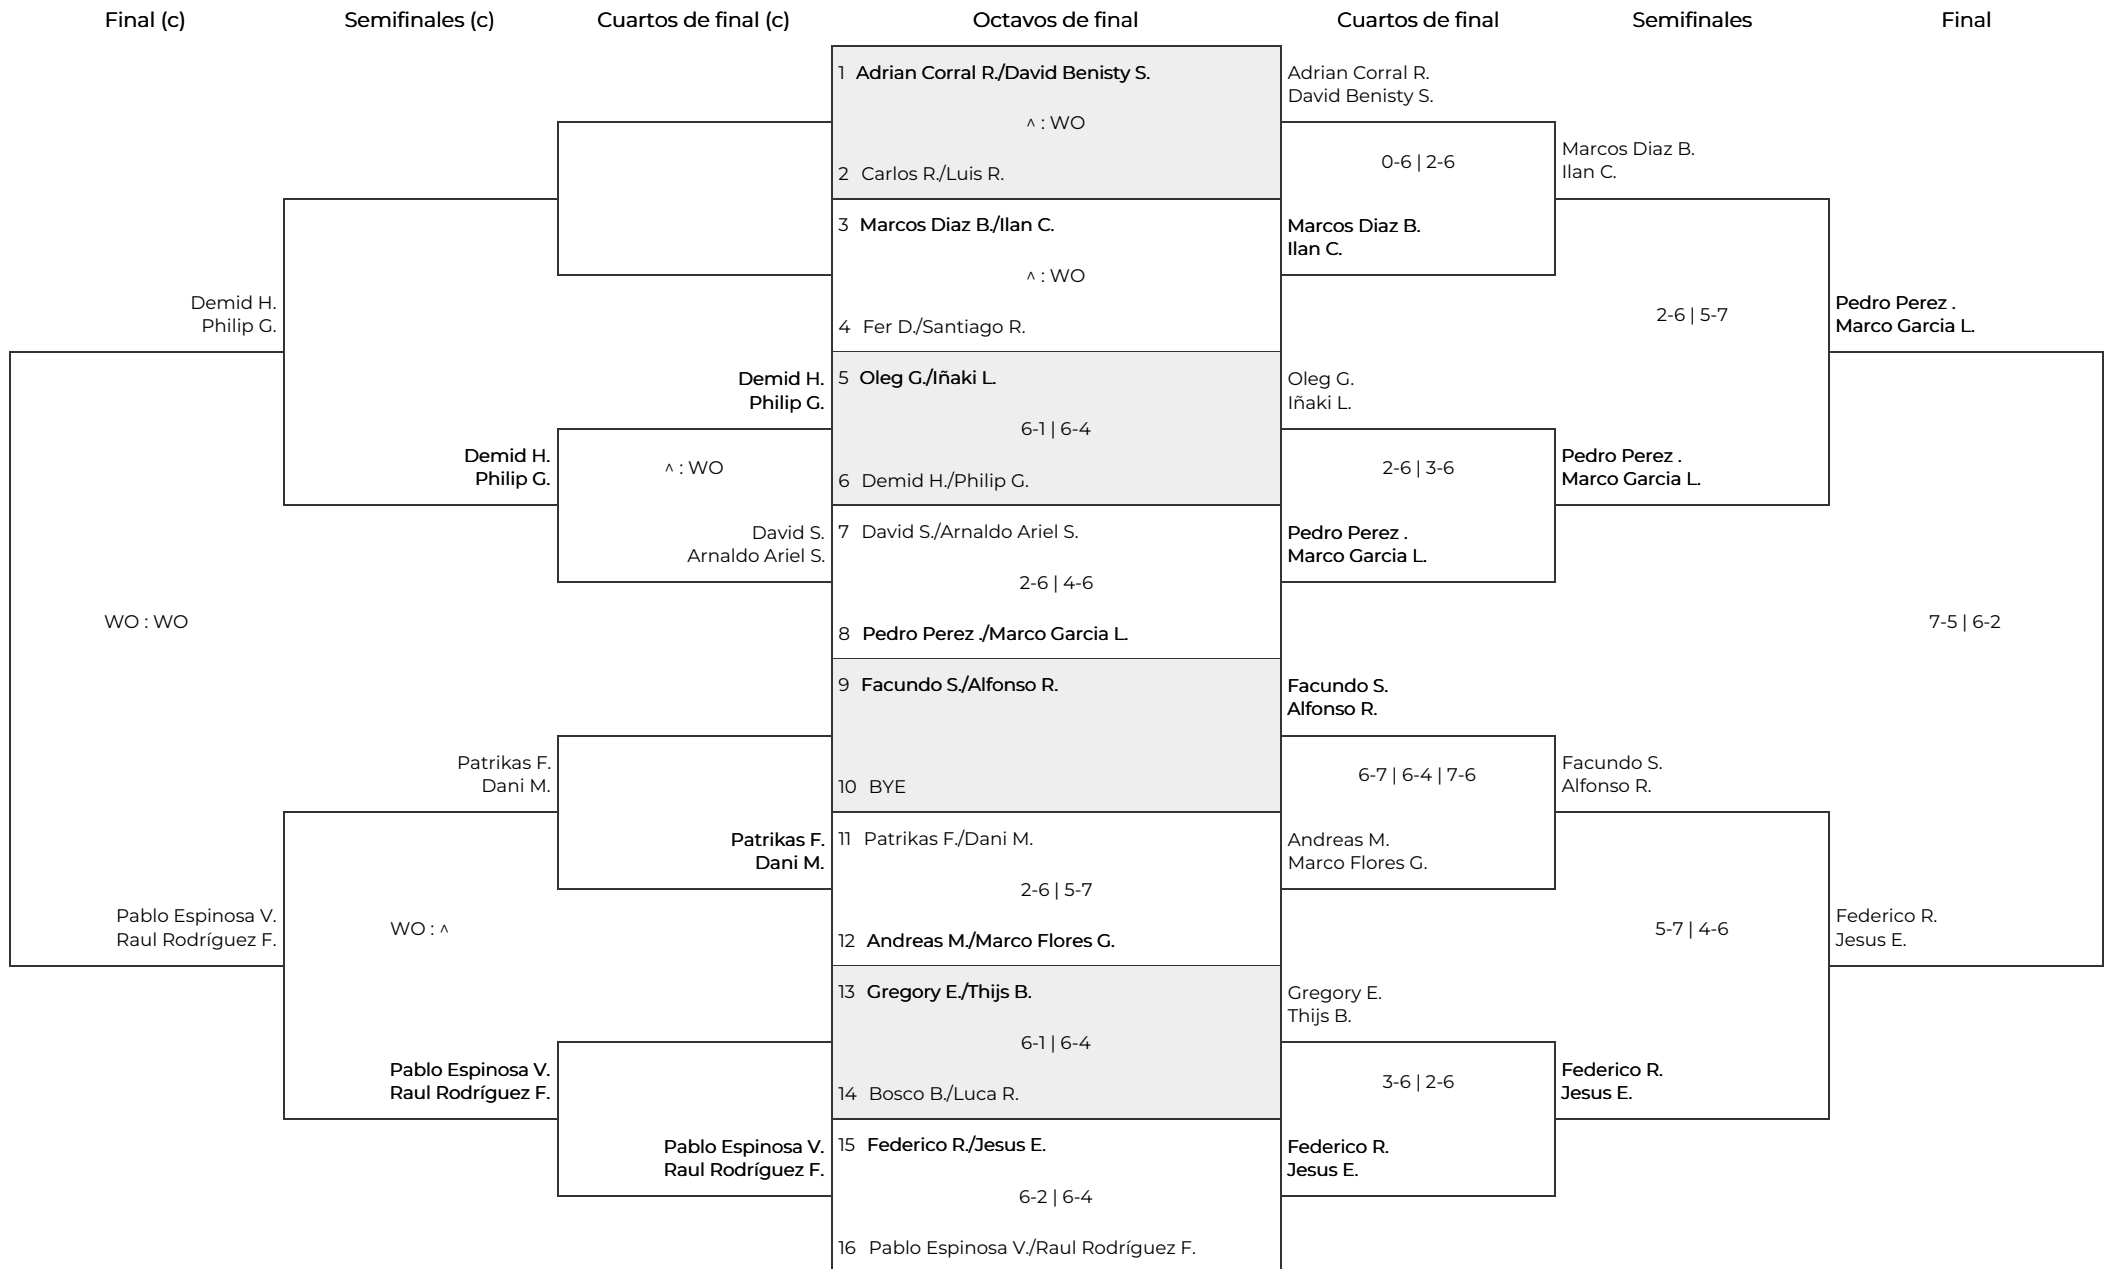 Final (c)
Semifinales (c)
Cuartos de final (c)
Octavos de final
Cuartos de final
Semifinales
Final
Demid H.
Philip G.
WO : WO
Pablo Espinosa V.
Raul Rodríguez F.
Demid H.
Philip G.
Patrikas F.
Dani M.
WO : ^
Pablo Espinosa V.
Raul Rodríguez F.
Demid H.
Philip G.
^ : WO
David S.
Arnaldo Ariel S.
Patrikas F.
Dani M.
Pablo Espinosa V.
Raul Rodríguez F.
1 Adrian Corral R./David Benisty S.
^ : WO
2 Carlos R./Luis R.
3 Marcos Diaz B./Ilan C.
^ : WO
4 Fer D./Santiago R.
5 Oleg G./Iñaki L.
6-1 | 6-4
6 Demid H./Philip G.
7 David S./Arnaldo Ariel S.
2-6 | 4-6
8 Pedro Perez ./Marco Garcia L.
9 Facundo S./Alfonso R.
10 BYE
11 Patrikas F./Dani M.
2-6 | 5-7
12 Andreas M./Marco Flores G.
13 Gregory E./Thijs B.
6-1 | 6-4
14 Bosco B./Luca R.
15 Federico R./Jesus E.
6-2 | 6-4
16 Pablo Espinosa V./Raul Rodríguez F.
Adrian Corral R.
David Benisty S.
0-6 | 2-6
Marcos Diaz B.
Ilan C.
Oleg G.
Iñaki L.
2-6 | 3-6
Pedro Perez .
Marco Garcia L.
Facundo S.
Alfonso R.
6-7 | 6-4 | 7-6
Andreas M.
Marco Flores G.
Gregory E.
Thijs B.
3-6 | 2-6
Federico R.
Jesus E.
Marcos Diaz B.
Ilan C.
2-6 | 5-7
Pedro Perez .
Marco Garcia L.
Facundo S.
Alfonso R.
5-7 | 4-6
Federico R.
Jesus E.
Pedro Perez .
Marco Garcia L.
7-5 | 6-2
Federico R.
Jesus E.